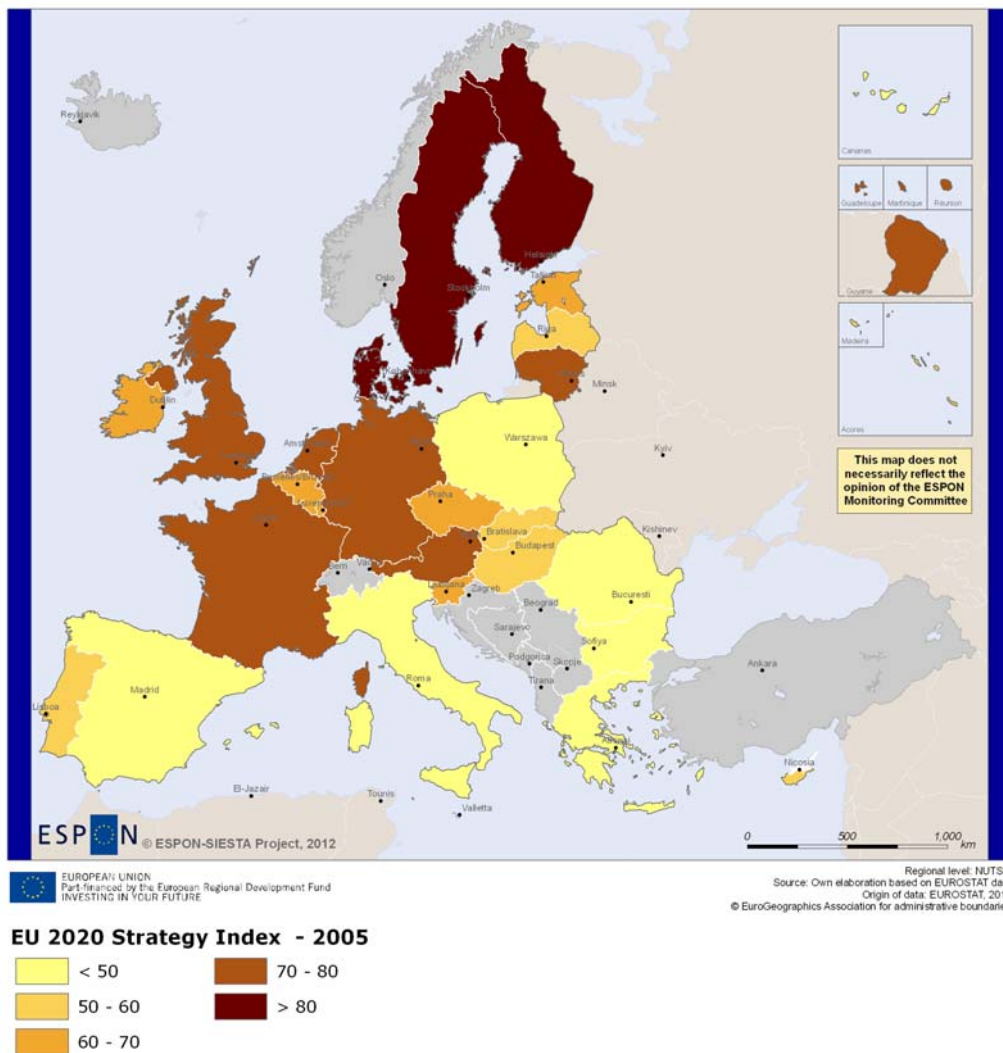 Reykjavik
Canarias
Guadeloupe
Martinique
Réunion
Guyane
Madeira
Acores
Oslo
Helsinki
Tallinn
Stockholm
Riga
Minsk
Dublin
Warszawa
Kyiv
Praha
Kishinev
Bratislava
Budapest
Bern
Zagreb
Beograd
Bucuresti
Sarajevo
Sofiya
Podgorica
Skopje
Tirana
Ankara
Roma
Madrid
Lisboa
Nicosia
El-Jazair
Tounis
Valletta
This map does not
necessarily reflect the
opinion of the ESPON
Monitoring Committee
ESPON © ESPON-SIESTA Project, 2012
0 500 1,000
km
EUROPEAN UNION
Part-financed by the European Regional Development Fund
INVESTING IN YOUR FUTURE
Regional level: NUTS
Source: Own elaboration based on EUROSTAT da
Origin of data: EUROSTAT, 20
© EuroGeographics Association for administrative boundarie
EU 2020 Strategy Index - 2005
< 50
50 - 60
60 - 70
70 - 80
> 80